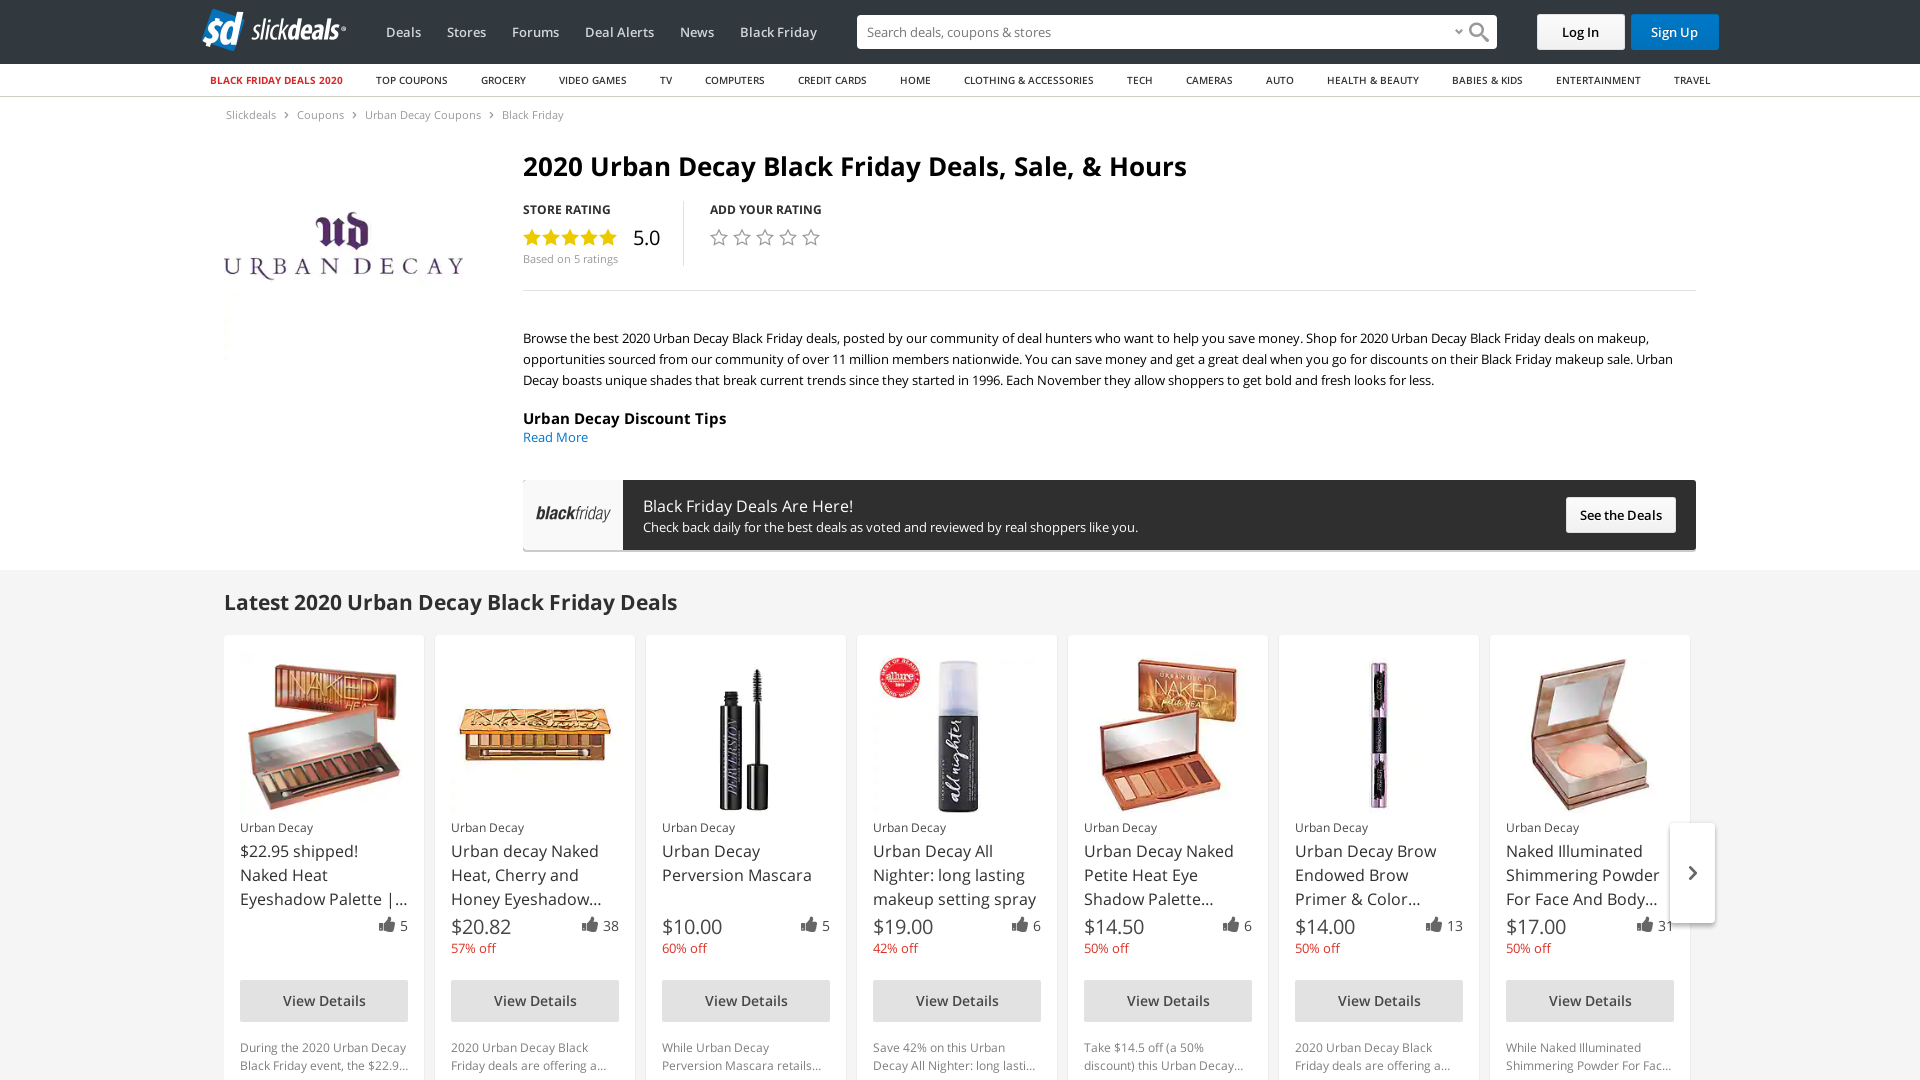 slickdeals
Deals
Stores
Forums
Deal Alerts
News
Black Friday
Search deals, coupons & stores
Log In
Sign Up
BLACK FRIDAY DEALS 2020
TOP COUPONS
GROCERY
VIDEO GAMES
TV
COMPUTERS
CREDIT CARDS
HOME
CLOTHING & ACCESSORIES
TECH
CAMERAS
AUTO
HEALTH & BEAUTY
BABIES & KIDS
ENTERTAINMENT
TRAVEL
Slickdeals › Coupons › Urban Decay Coupons › Black Friday
UD
URBAN DECAY
2020 Urban Decay Black Friday Deals, Sale, & Hours
STORE RATING
5.0
Based on 5 ratings
ADD YOUR RATING
Browse the best 2020 Urban Decay Black Friday deals, posted by our community of deal hunters who want to help you save money. Shop for 2020 Urban Decay Black Friday deals on makeup,
opportunities sourced from our community of over 11 million members nationwide. You can save money and get a great deal when you go for discounts on their Black Friday makeup sale. Urban
Decay boasts unique shades that break current trends since they started in 1996. Each November they allow shoppers to get bold and fresh looks for less.
Urban Decay Discount Tips
Read More
blackfriday
Black Friday Deals Are Here!
Check back daily for the best deals as voted and reviewed by real shoppers like you.
See the Deals
Latest 2020 Urban Decay Black Friday Deals
NAKED
HEAT
Urban Decay
$22.95 shipped!
Naked Heat
Eyeshadow Palette |...
5
View Details
During the 2020 Urban Decay
Black Friday event, the $22.9...
NAKED
honey
Urban Decay
Urban decay Naked
Heat, Cherry and
Honey Eyeshadow...
$20.82
38
57% off
View Details
2020 Urban Decay Black
Friday deals are offering a...
PERVERSION
Urban Decay
Urban Decay
Perversion Mascara
$10.00
5
60% off
View Details
While Urban Decay
Perversion Mascara retails...
allure
all nighter
Urban Decay
Urban Decay All
Nighter: long lasting
makeup setting spray
$19.00
6
42% off
View Details
Save 42% on this Urban
Decay All Nighter: long lasti...
URBAN DECAY
NAKED
petite HEAT
Urban Decay
Urban Decay Naked
Petite Heat Eye
Shadow Palette...
$14.50
6
50% off
View Details
Take $14.5 off (a 50%
discount) this Urban Decay...
Urban Decay
Urban Decay Brow
Endowed Brow
Primer & Color...
$14.00
13
50% off
View Details
2020 Urban Decay Black
Friday deals are offering a...
Urban Decay
Naked Illuminated
Shimmering Powder
For Face And Body...
$17.00
31
50% off
View Details
While Naked Illuminated
Shimmering Powder For Fac...